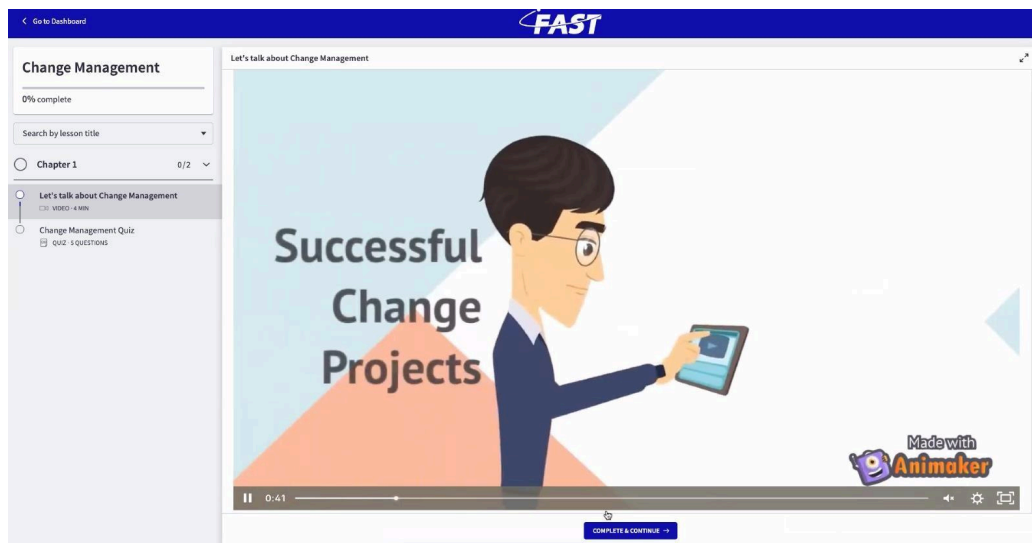 Go to Dashboard
FAST
Change Management
0% complete
Search by lesson title
Chapter 1
0/2
Let's talk about Change Management
VIDEO · 4 MIN
Change Management Quiz
QUIZ · 5 QUESTIONS
Let's talk about Change Management
Successful
Change
Projects
Made with
Animaker
0:41
COMPLETE & CONTINUE →